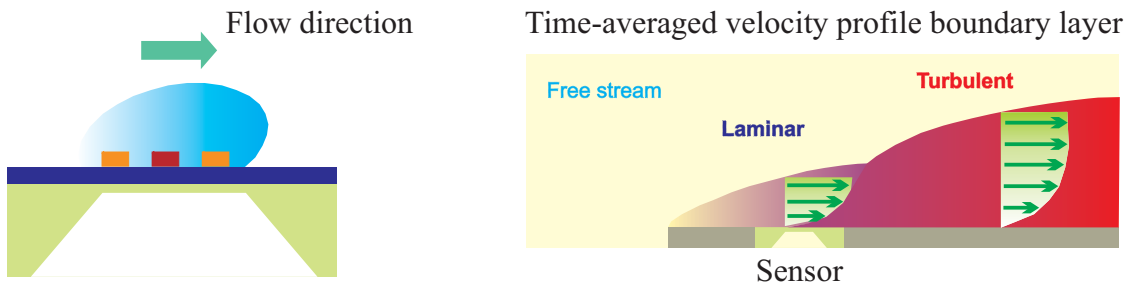 Flow direction
Time-averaged velocity profile boundary layer
Free stream
Turbulent
Laminar
Sensor